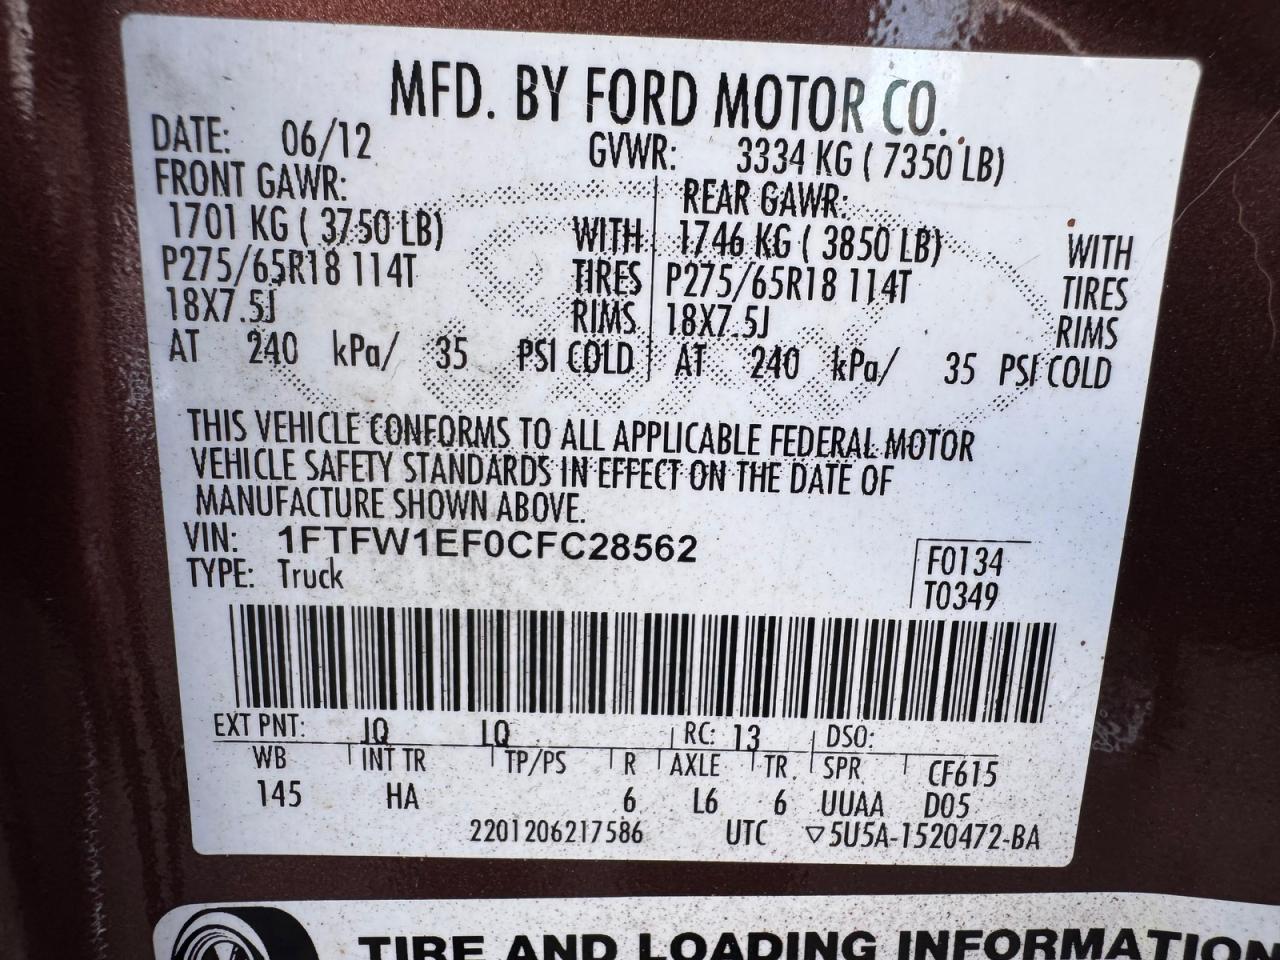 MFD. BY FORD MOTOR CO.
DATE: 06/12 GVWR: 3334 KG ( 7350 LB)
FRONT GAWR: REAR GAWR:
1701 KG ( 3750 LB) WITH 1746 KG ( 3850 LB) WITH
P275/65R18 114T TIRES P275/65R18 114T TIRES
18X7.5J RIMS 18X7.5J RIMS
AT 240 kPa/ 35 PSI COLD AT 240 kPa/ 35 PSI COLD
THIS VEHICLE CONFORMS TO ALL APPLICABLE FEDERAL MOTOR
VEHICLE SAFETY STANDARDS IN EFFECT ON THE DATE OF
MANUFACTURE SHOWN ABOVE.
VIN: 1FTFW1EF0CFC28562 F0134
TYPE: Truck T0349
EXT PNT: JQ LQ RC: 13 DSO:
WB INT TR TP/PS R AXLE TR SPR CF615
145 HA 6 L6 6 UUAA D05
2201206217586 UTC ▽5U5A-1520472-BA
TIRE AND LOADING INFORMATION